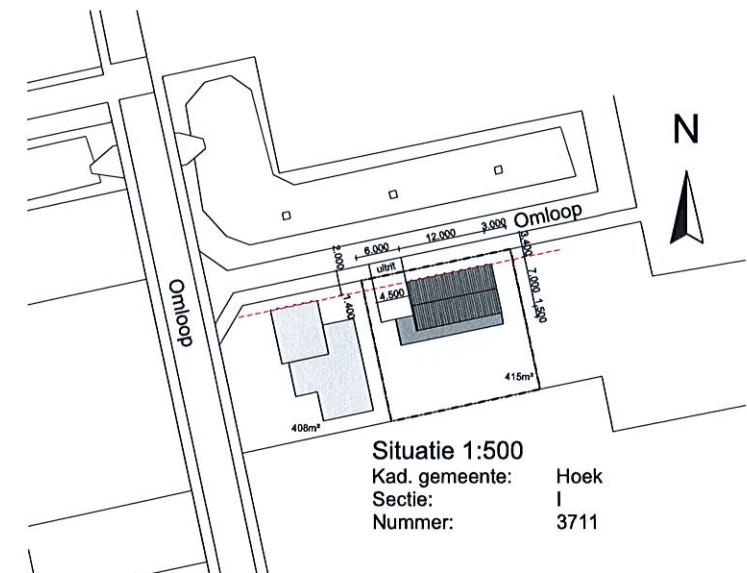 N
Omloop
3.000
12.000
6.000
2.000
3.400
uitrit
4.500
7.000
1.400
1.500
Omloop
415m²
408m²
Situatie 1:500
Kad. gemeente: Hoek
Sectie: I
Nummer: 3711